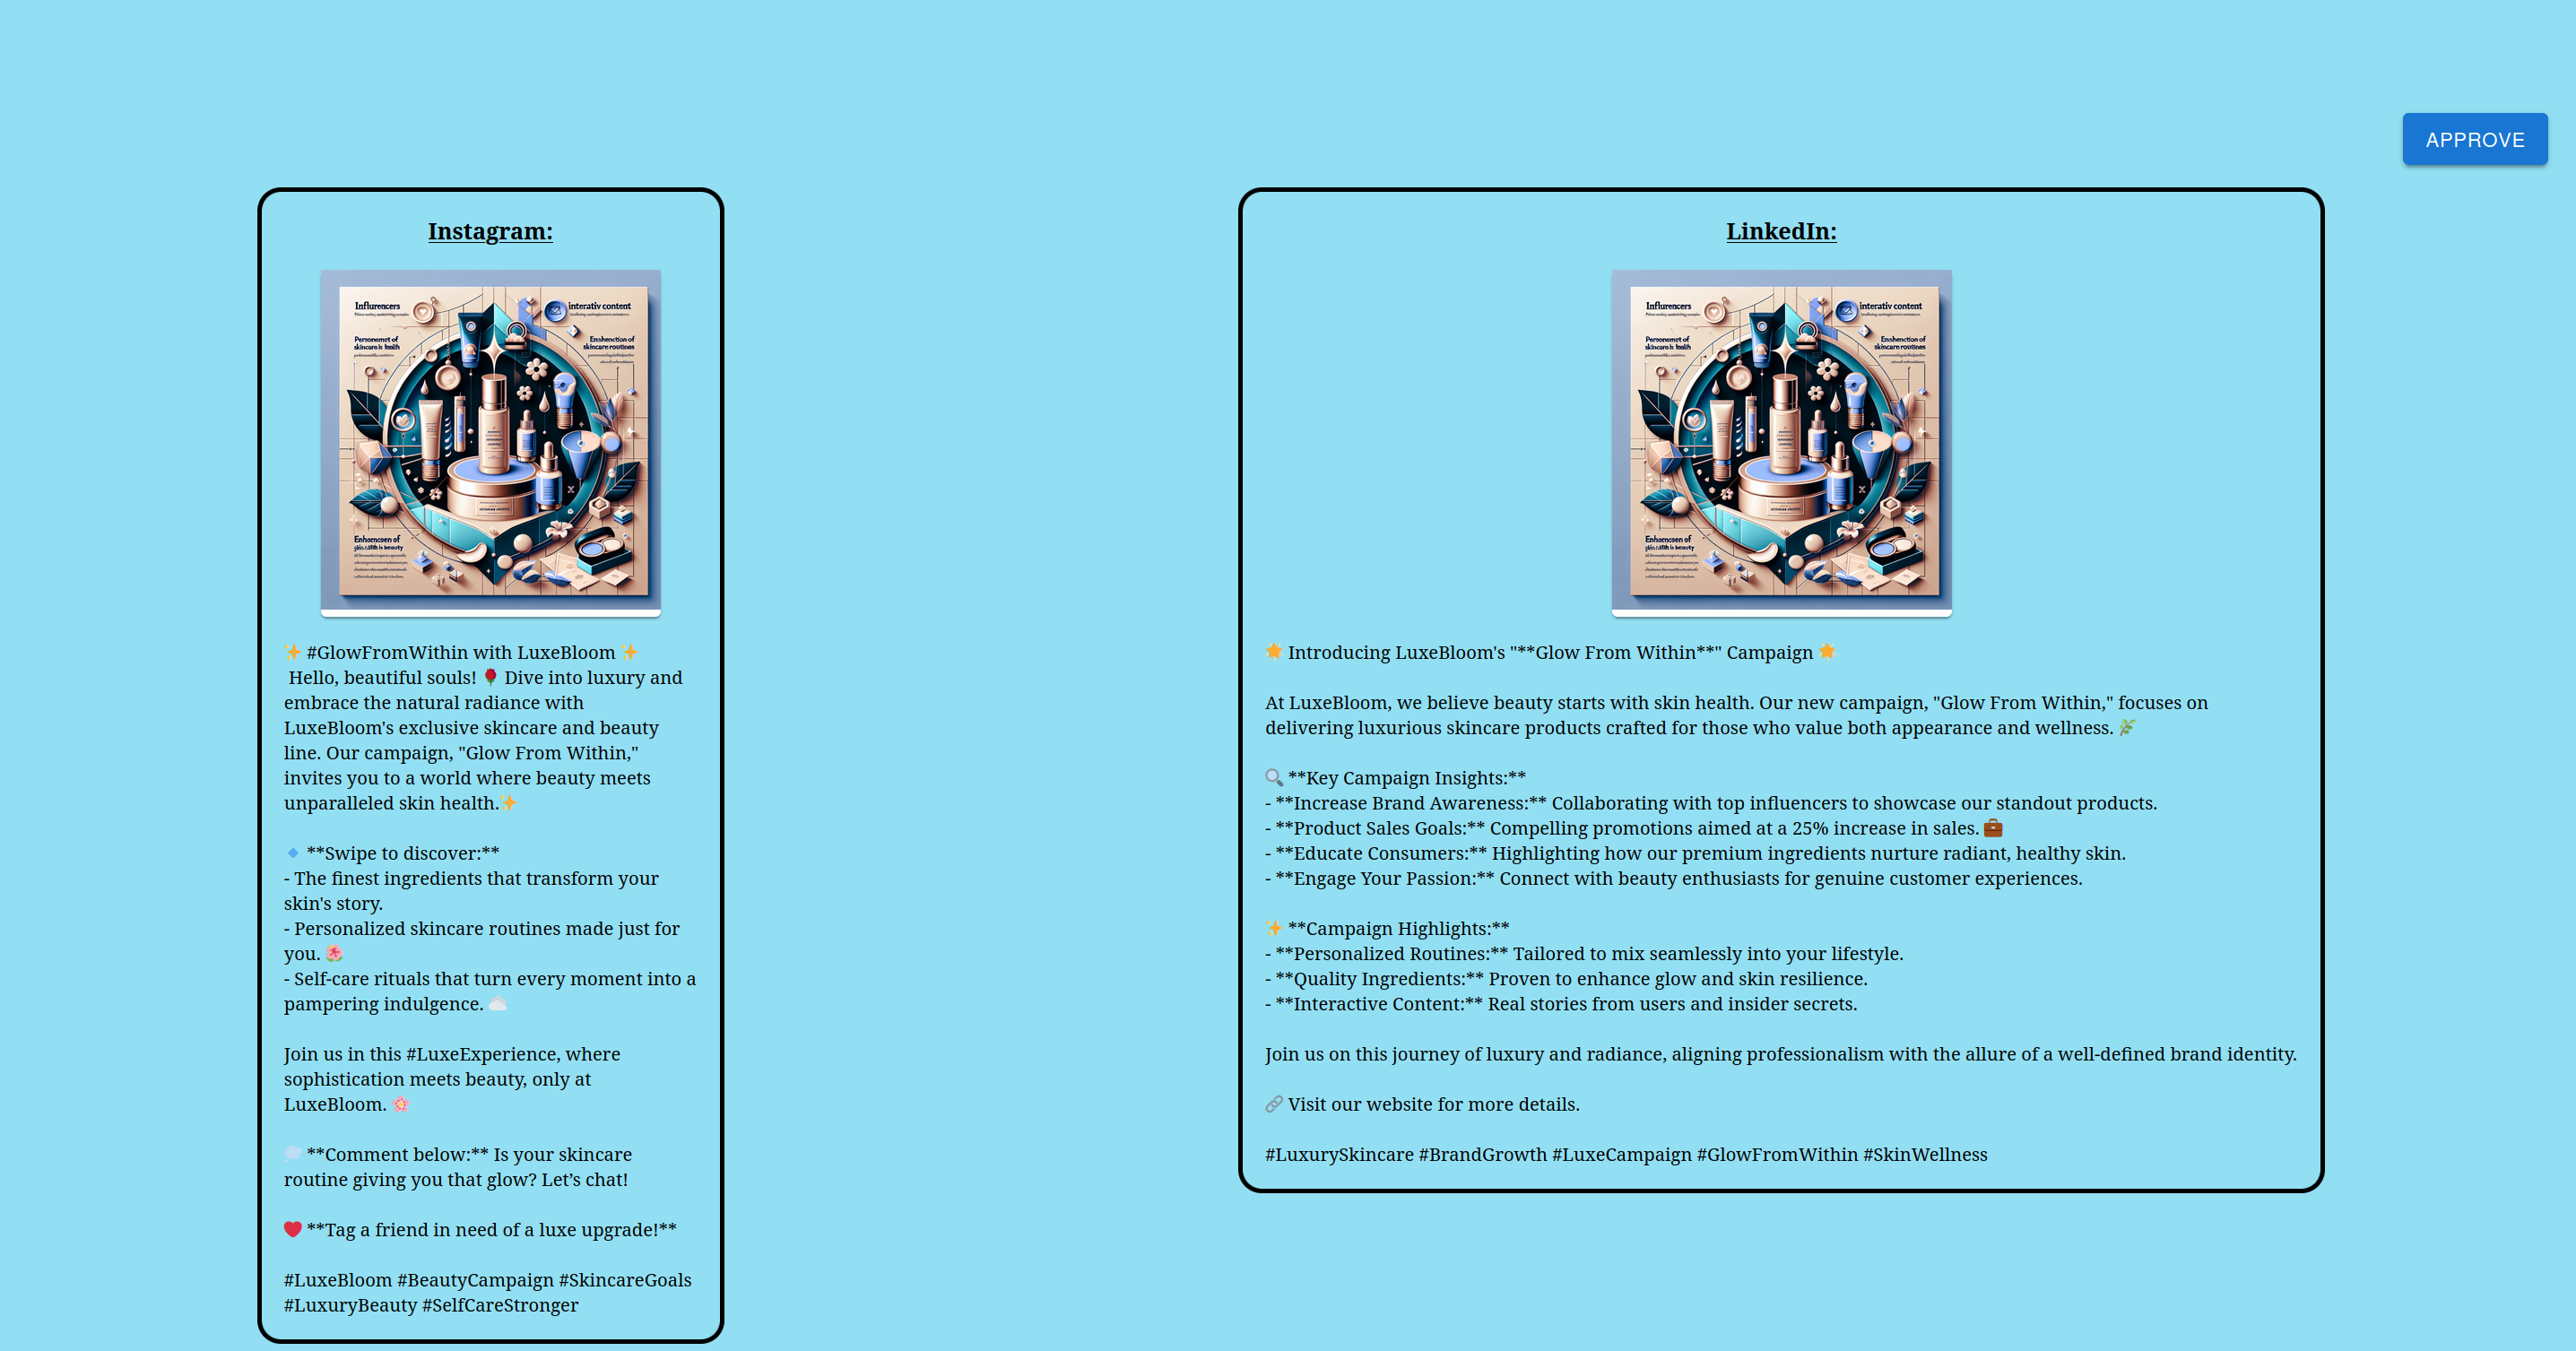 APPROVE
Instagram:
Influrencers
interativ content
Personomet of
skincare is fealth
Enshenction of
skincare routines
Enhomcsen of
✨ #GlowFromWithin with LuxeBloom ✨
Hello, beautiful souls! 🌹 Dive into luxury and
embrace the natural radiance with
LuxeBloom's exclusive skincare and beauty
line. Our campaign, "Glow From Within,"
invites you to a world where beauty meets
unparalleled skin health.✨
🔹 **Swipe to discover:**
- The finest ingredients that transform your
skin's story.
- Personalized skincare routines made just for
you. 🌺
- Self-care rituals that turn every moment into a
pampering indulgence. ☁️
Join us in this #LuxeExperience, where
sophistication meets beauty, only at
LuxeBloom. 🌸
💭 **Comment below:** Is your skincare
routine giving you that glow? Let’s chat!
❤️ **Tag a friend in need of a luxe upgrade!**
#LuxeBloom #BeautyCampaign #SkincareGoals
#LuxuryBeauty #SelfCareStronger
LinkedIn:
Influrencers
interativ content
Personomet of
skincare is fealth
Enshenction of
skincare routines
Enhomcsen of
🌟 Introducing LuxeBloom's "**Glow From Within**" Campaign 🌟
At LuxeBloom, we believe beauty starts with skin health. Our new campaign, "Glow From Within," focuses on
delivering luxurious skincare products crafted for those who value both appearance and wellness. 🌿
🔍 **Key Campaign Insights:**
- **Increase Brand Awareness:** Collaborating with top influencers to showcase our standout products.
- **Product Sales Goals:** Compelling promotions aimed at a 25% increase in sales. 💼
- **Educate Consumers:** Highlighting how our premium ingredients nurture radiant, healthy skin.
- **Engage Your Passion:** Connect with beauty enthusiasts for genuine customer experiences.
✨ **Campaign Highlights:**
- **Personalized Routines:** Tailored to mix seamlessly into your lifestyle.
- **Quality Ingredients:** Proven to enhance glow and skin resilience.
- **Interactive Content:** Real stories from users and insider secrets.
Join us on this journey of luxury and radiance, aligning professionalism with the allure of a well-defined brand identity.
🔗 Visit our website for more details.
#LuxurySkincare #BrandGrowth #LuxeCampaign #GlowFromWithin #SkinWellness